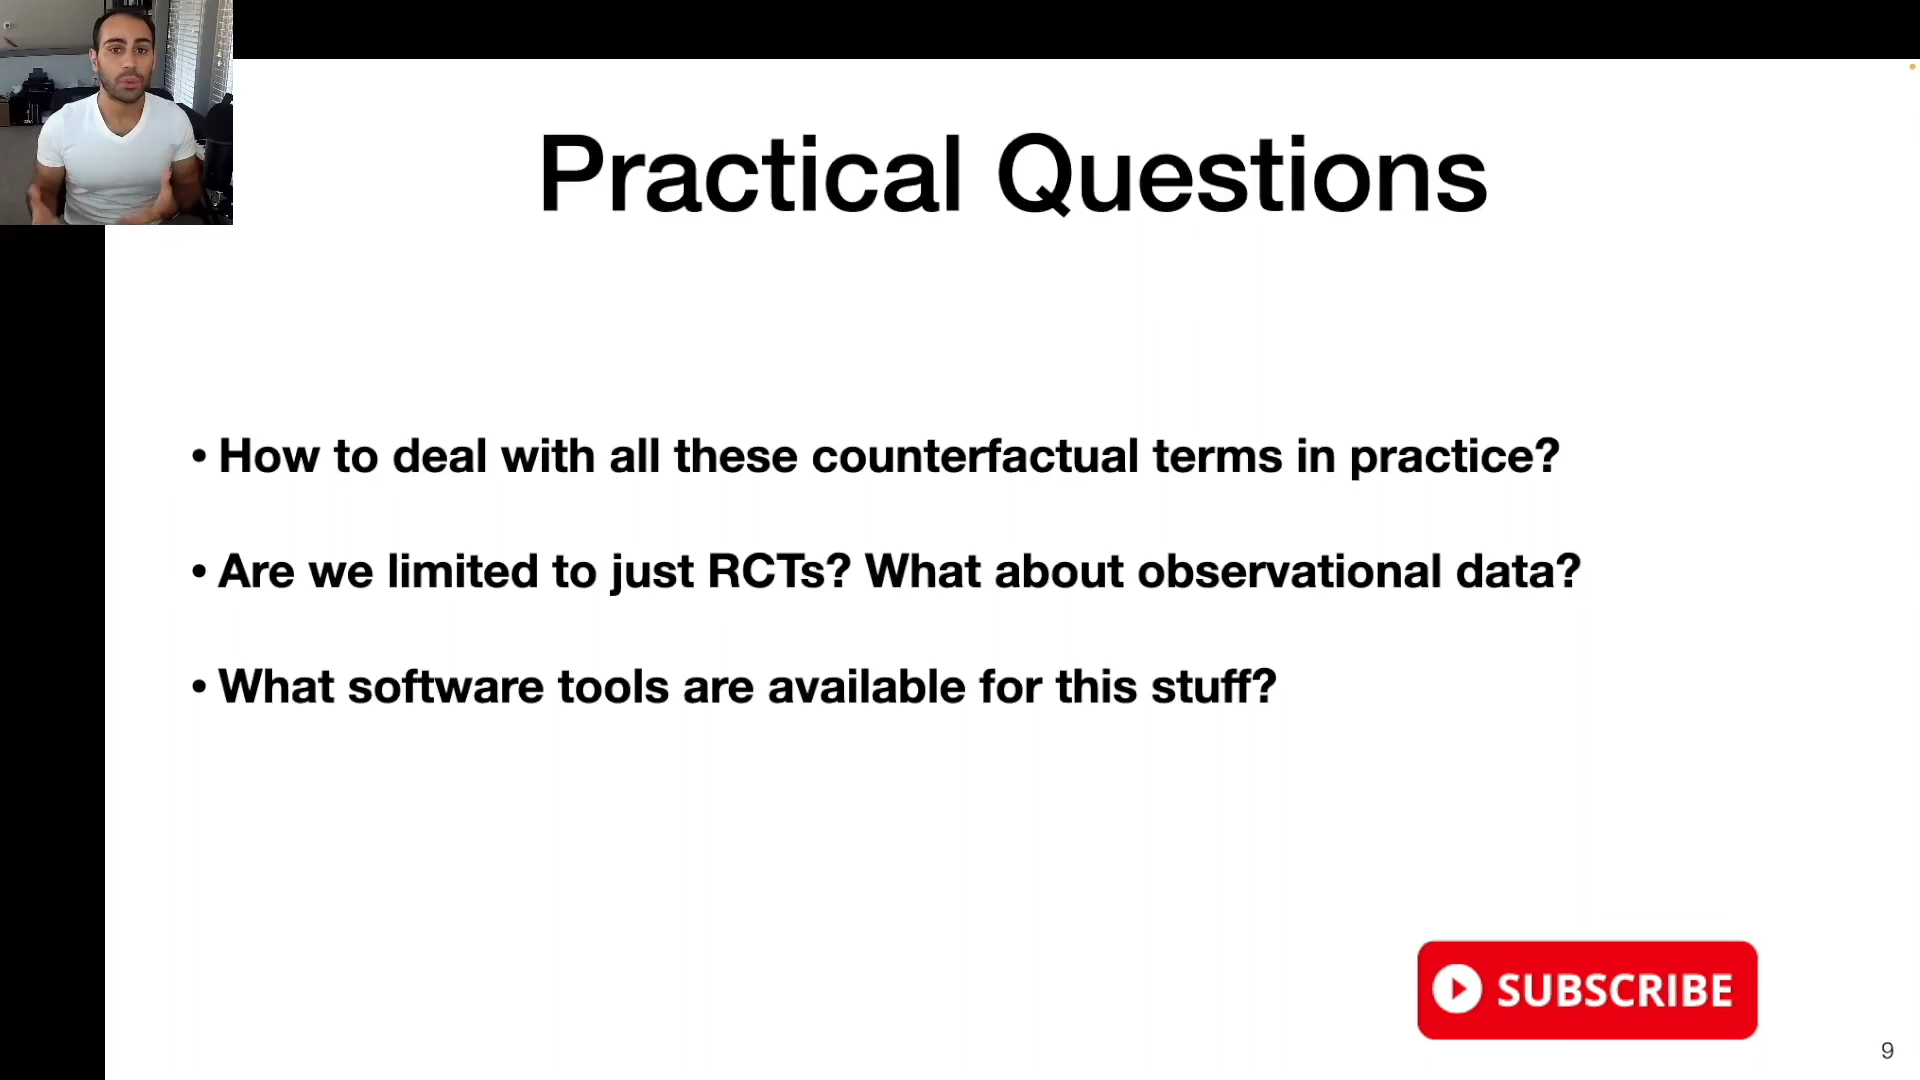 Practical Questions
• How to deal with all these counterfactual terms in practice?
• Are we limited to just RCTs? What about observational data?
• What software tools are available for this stuff?
SUBSCRIBE
9